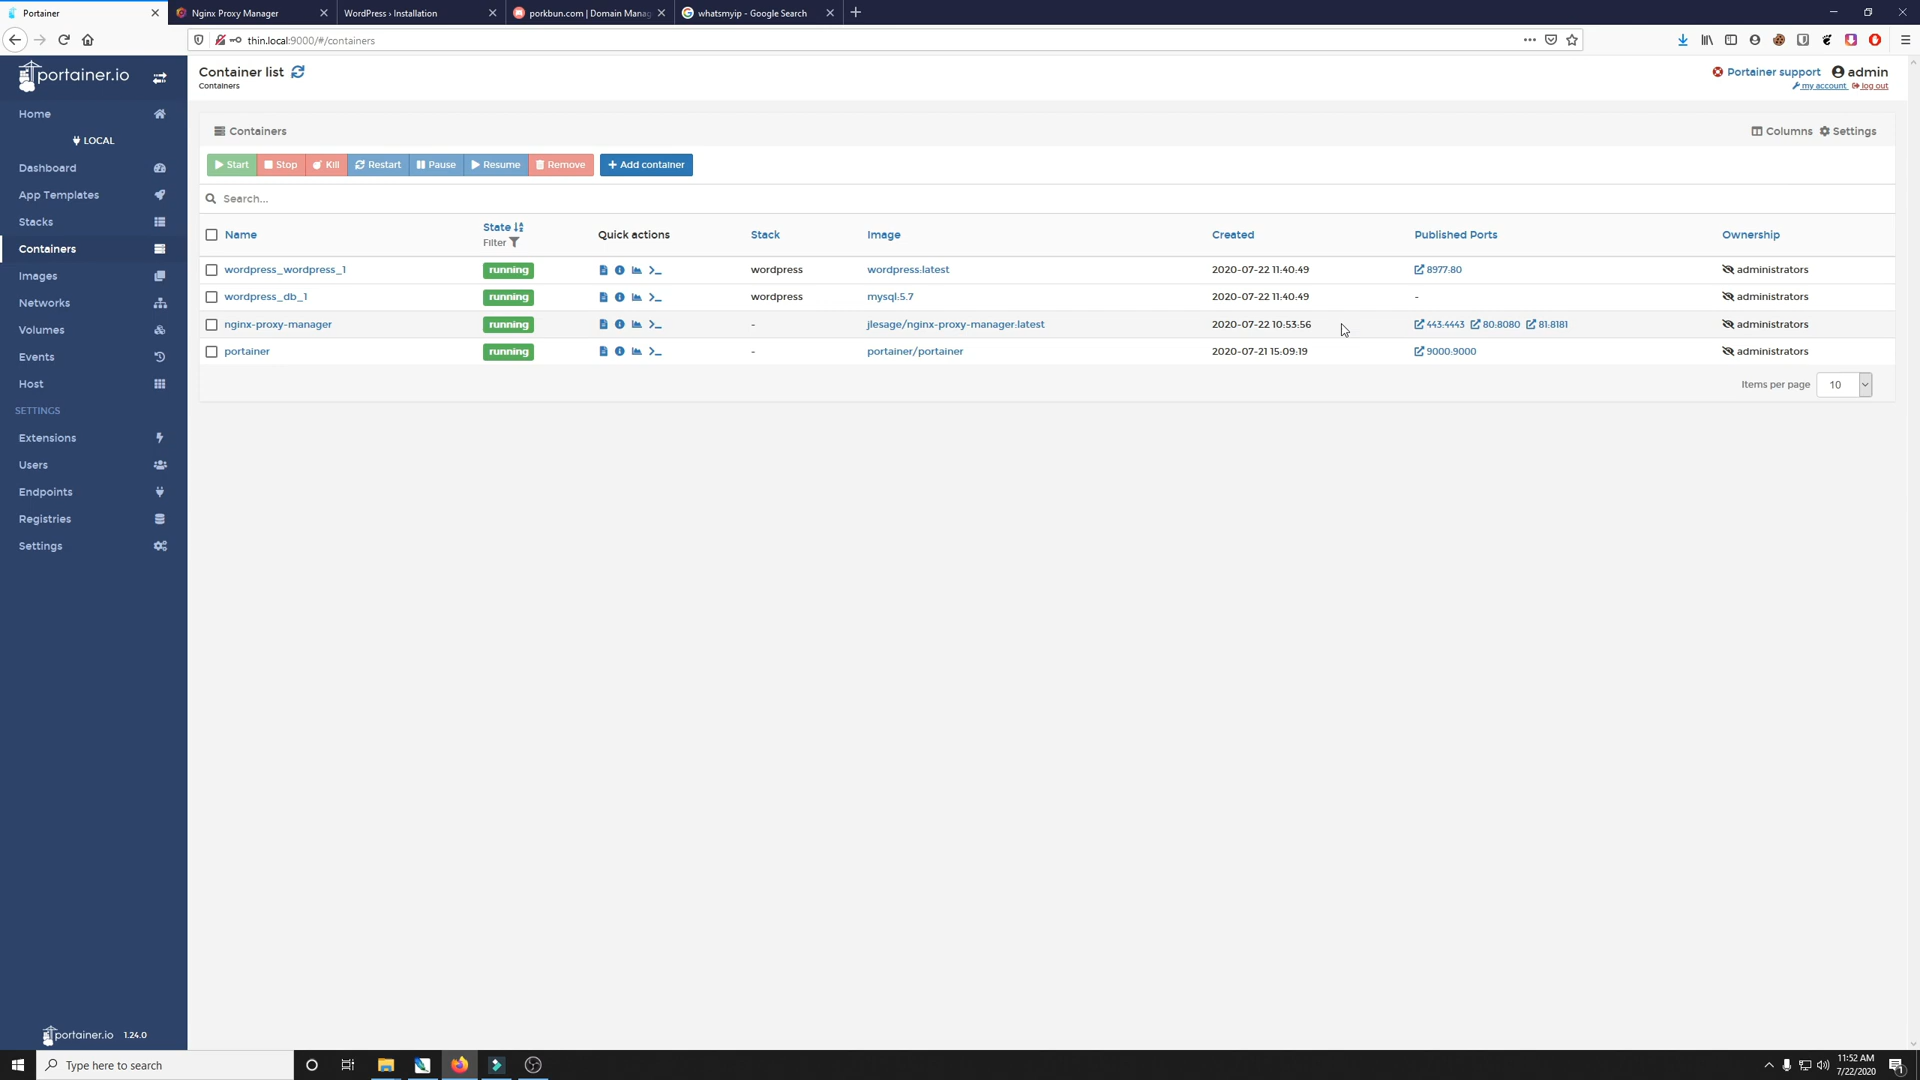 Portainer
Nginx Proxy Manager
WordPress › Installation
porkbun.com | Domain Manag
whatsmyip - Google Search
thin.local:9000/#/containers
portainer.io
Container list
Containers
Portainer support
admin
my account
log out
Home
LOCAL
Dashboard
App Templates
Stacks
Containers
Images
Networks
Volumes
Events
Host
SETTINGS
Extensions
Users
Endpoints
Registries
Settings
Containers
Columns
Settings
Start
Stop
Kill
Restart
Pause
Resume
Remove
+ Add container
Search...
Name
State
Filter
Quick actions
Stack
Image
Created
Published Ports
Ownership
wordpress_wordpress_1 running wordpress wordpress:latest 2020-07-22 11:40:49 8977:80 administrators
wordpress_db_1 running wordpress mysql:5.7 2020-07-22 11:40:49 - administrators
nginx-proxy-manager running - jlesage/nginx-proxy-manager:latest 2020-07-22 10:53:56 443:4443 80:8080 81:8181 administrators
portainer running - portainer/portainer 2020-07-21 15:09:19 9000:9000 administrators
Items per page 10
portainer.io 1.24.0
Type here to search
11:52 AM
7/22/2020
1